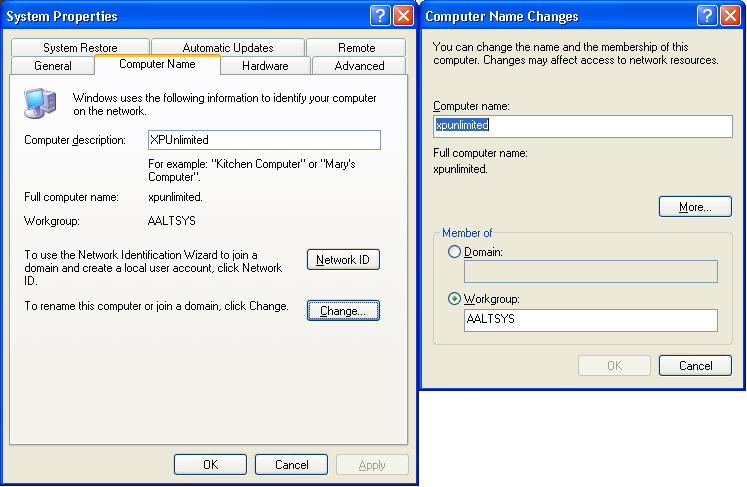 System Properties
System Restore
Automatic Updates
Remote
General
Computer Name
Hardware
Advanced
Windows uses the following information to identify your computer
on the network.
Computer description:
XPUnlimited
For example: "Kitchen Computer" or "Mary's
Computer".
Full computer name:
xpunlimited.
Workgroup:
AALTSYS
To use the Network Identification Wizard to join a
domain and create a local user account, click Network
ID.
Network ID
To rename this computer or join a domain, click Change.
Change...
OK
Cancel
Apply
Computer Name Changes
You can change the name and the membership of this
computer. Changes may affect access to network resources.
Computer name:
xpunlimited
Full computer name:
xpunlimited.
More...
Member of
Domain:
Workgroup:
AALTSYS
OK
Cancel